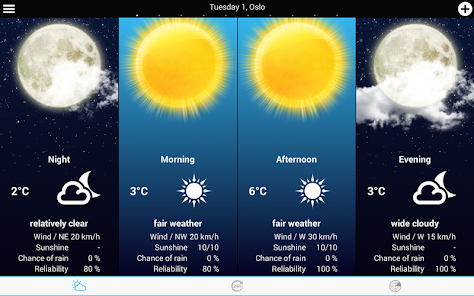 Tuesday 1, Oslo
Night
2°C
relatively clear
Wind / NE 20 km/h
Sunshine -
Chance of rain 0 %
Reliability 80 %
Morning
3°C
fair weather
Wind / NW 20 km/h
Sunshine 10/10
Chance of rain 0 %
Reliability 80 %
Afternoon
6°C
fair weather
Wind / W 30 km/h
Sunshine 10/10
Chance of rain 0 %
Reliability 100 %
Evening
3°C
wide cloudy
Wind / W 15 km/h
Sunshine -
Chance of rain 0 %
Reliability 100 %